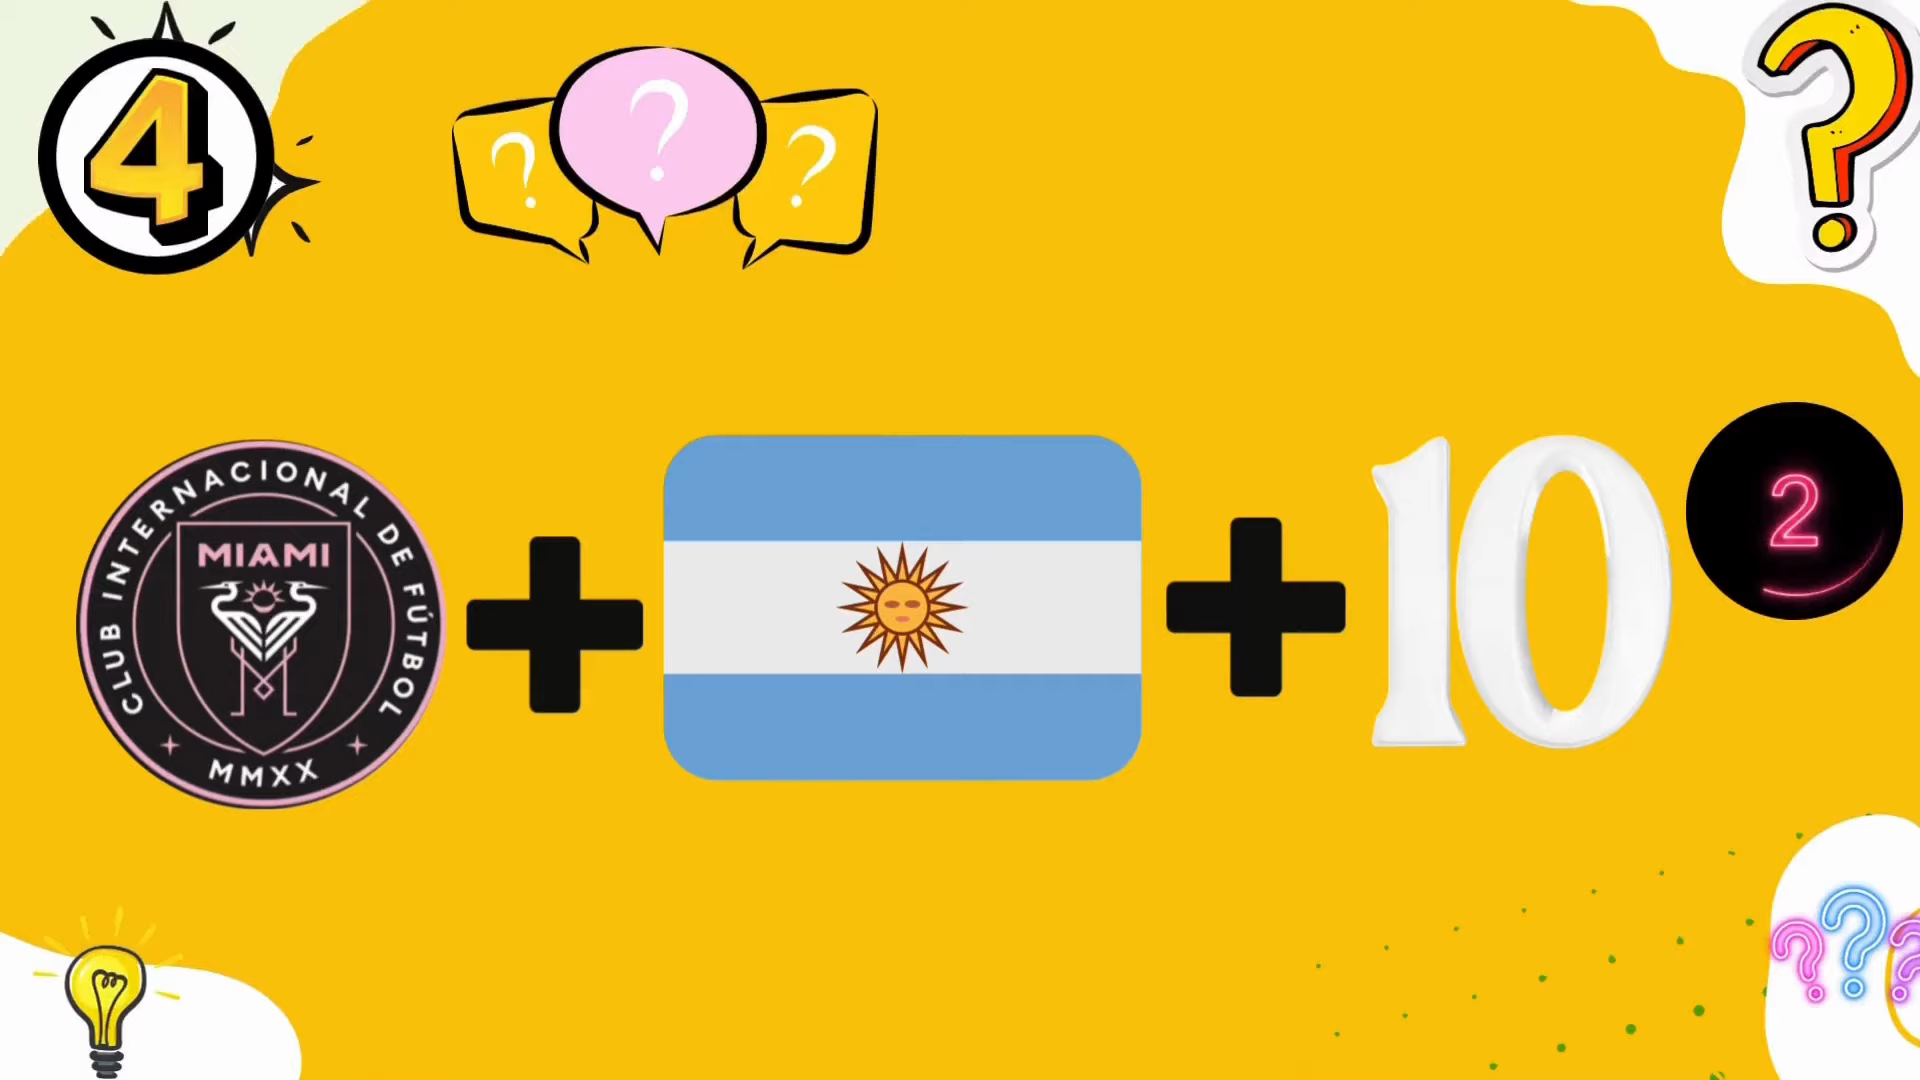 4
? ? ?
?
CLUB INTERNACIONAL DE FÚTBOL
MIAMI
MMXX
10
2
? ? ?